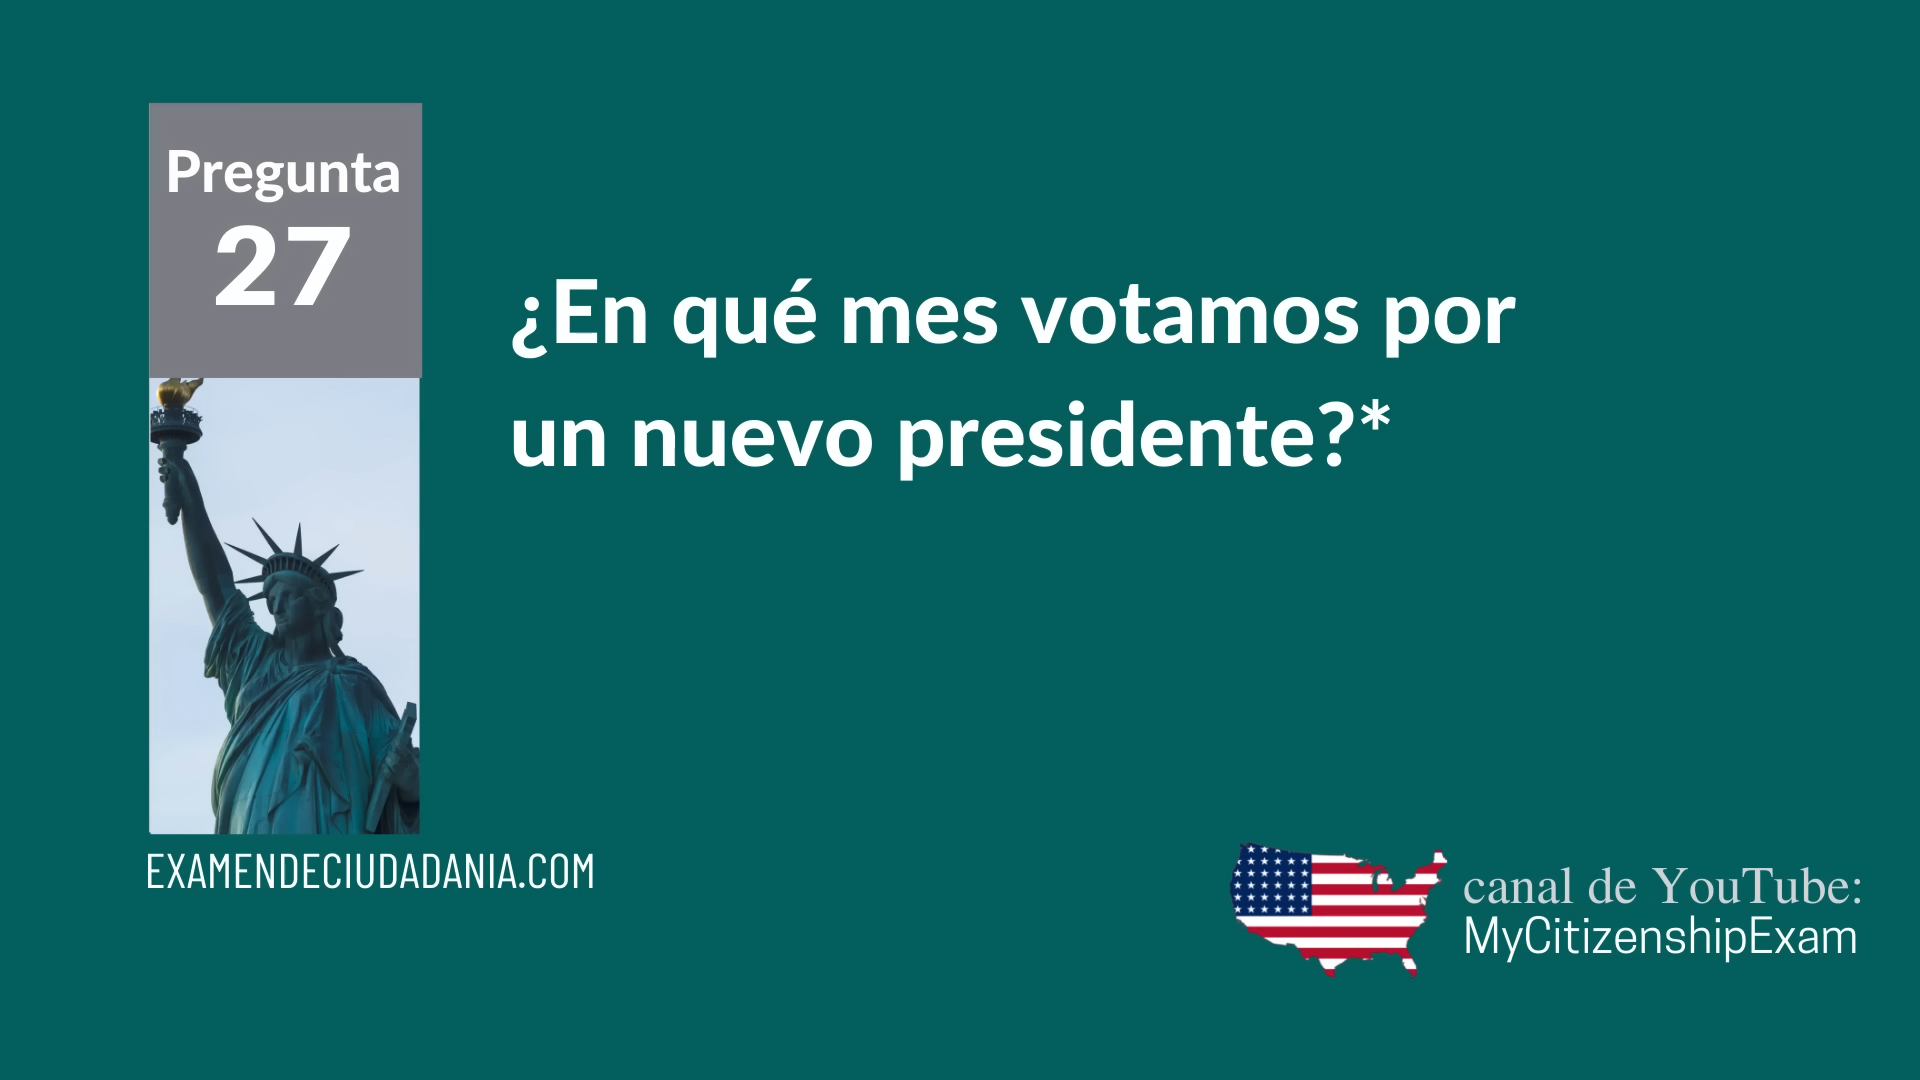 Pregunta
27
¿En qué mes votamos por
un nuevo presidente?*
EXAMENDECIUDADANIA.COM
canal de YouTube:
MyCitizenshipExam